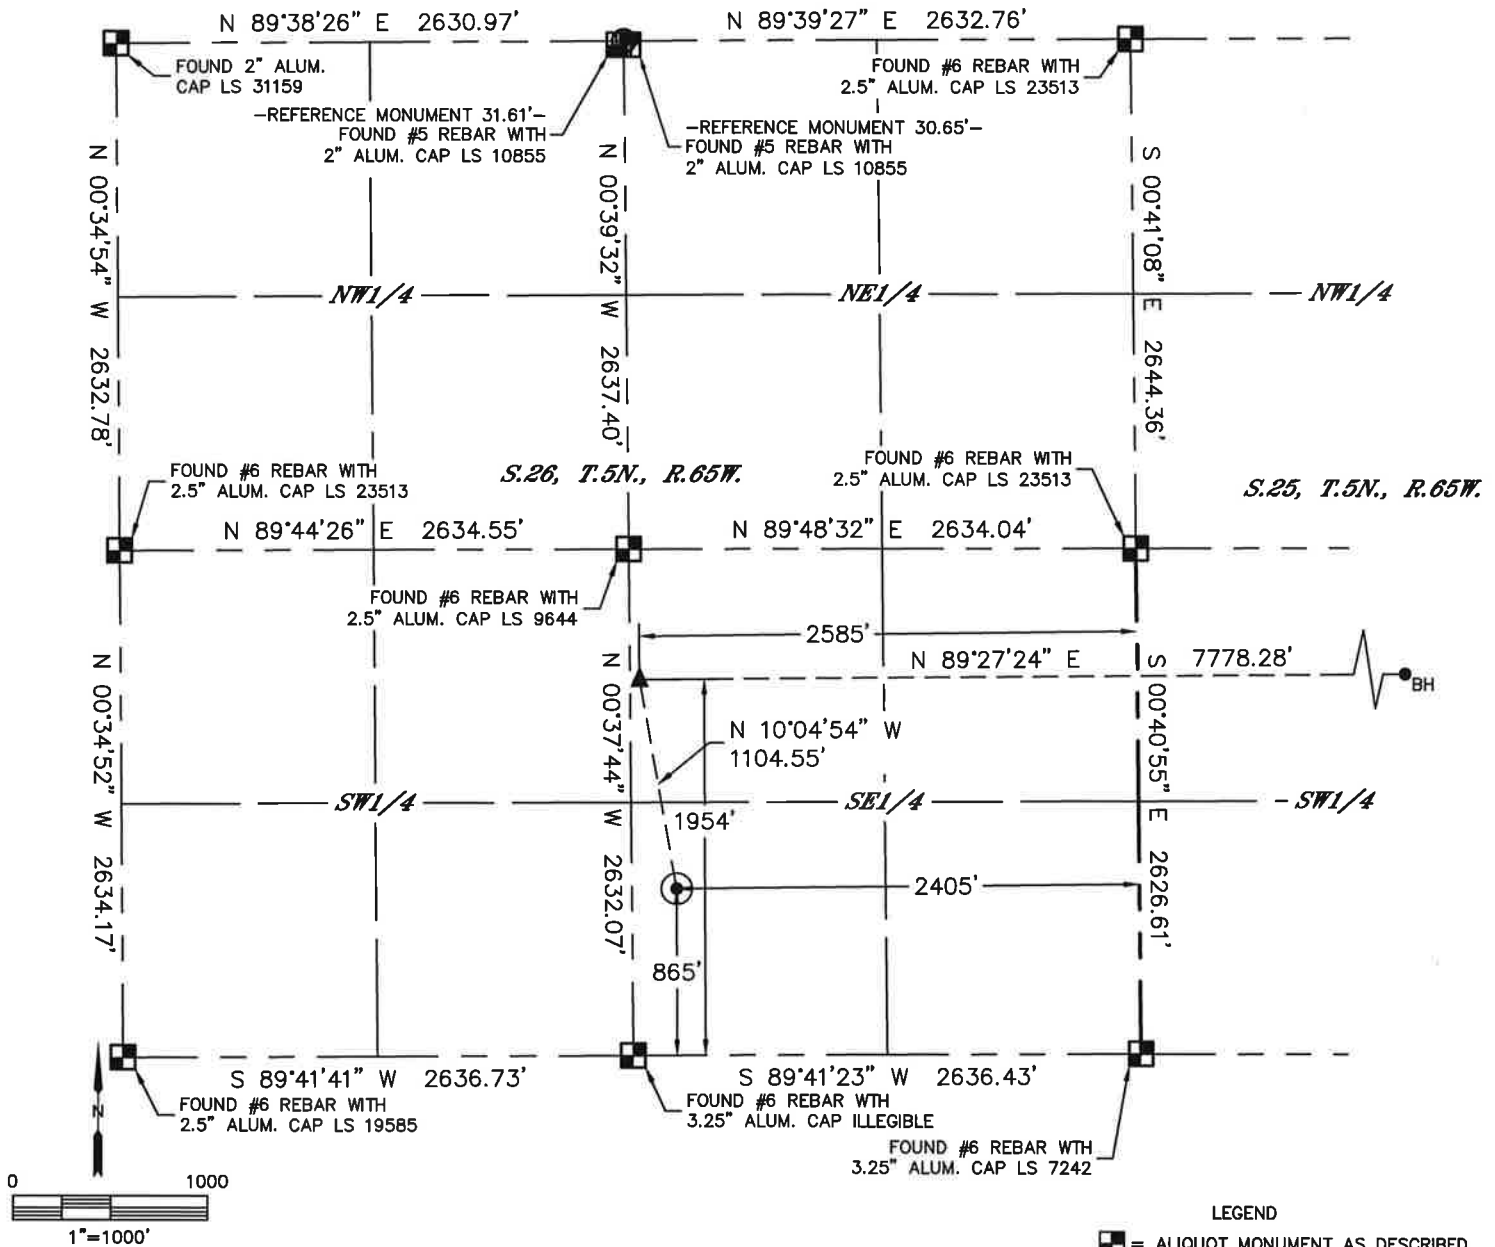 N 89°38'26" E 2630.97'
N 89°39'27" E 2632.76'
FOUND 2" ALUM.
CAP LS 31159
FOUND #6 REBAR WITH
2.5" ALUM. CAP LS 23513
-REFERENCE MONUMENT 31.61'-
FOUND #5 REBAR WITH
2" ALUM. CAP LS 10855
-REFERENCE MONUMENT 30.65'-
FOUND #5 REBAR WITH
2" ALUM. CAP LS 10855
N 00°34'54" W 2632.78'
N 00°39'32" W 2637.40'
S 00°41'08" E 2644.36'
NW1/4
NE1/4
NW1/4
FOUND #6 REBAR WITH
2.5" ALUM. CAP LS 23513
S.26, T.5N., R.65W.
FOUND #6 REBAR WITH
2.5" ALUM. CAP LS 23513
S.25, T.5N., R.65W.
N 89°44'26" E 2634.55'
N 89°48'32" E 2634.04'
FOUND #6 REBAR WITH
2.5" ALUM. CAP LS 9644
2585'
N 89°27'24" E 7778.28'
BH
N 00°34'52" W 2634.17'
N 00°37'44" W 2632.07'
S 00°40'55" E 2626.61'
N 10°04'54" W
1104.55'
SW1/4
1954'
SE1/4
SW1/4
2405'
865'
S 89°41'41" W 2636.73'
S 89°41'23" W 2636.43'
FOUND #6 REBAR WITH
2.5" ALUM. CAP LS 19585
FOUND #6 REBAR WTH
3.25" ALUM. CAP ILLEGIBLE
FOUND #6 REBAR WTH
3.25" ALUM. CAP LS 7242
N
0 1000
1"=1000'
LEGEND
= ALIQUOT MONUMENT AS DESCRIBED